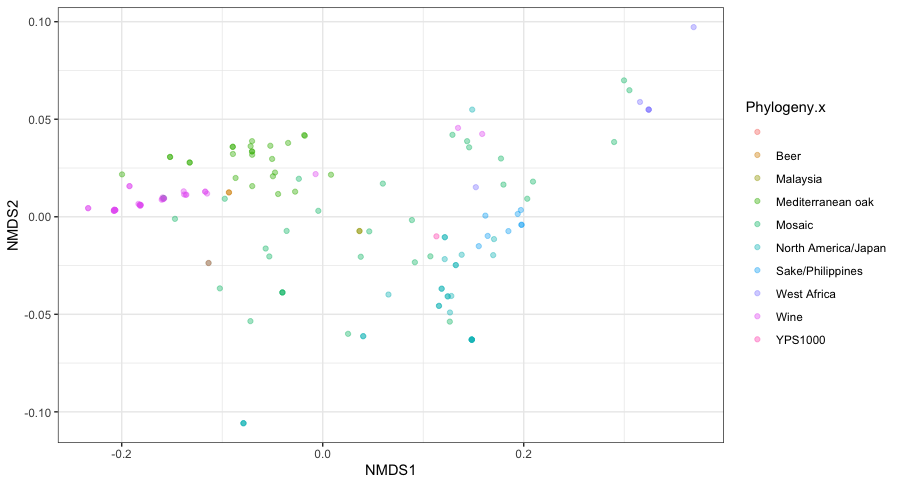 0.10
0.05
0.00
-0.05
-0.10
NMDS2
-0.2
0.0
0.2
NMDS1
Phylogeny.x
Beer
Malaysia
Mediterranean oak
Mosaic
North America/Japan
Sake/Philippines
West Africa
Wine
YPS1000